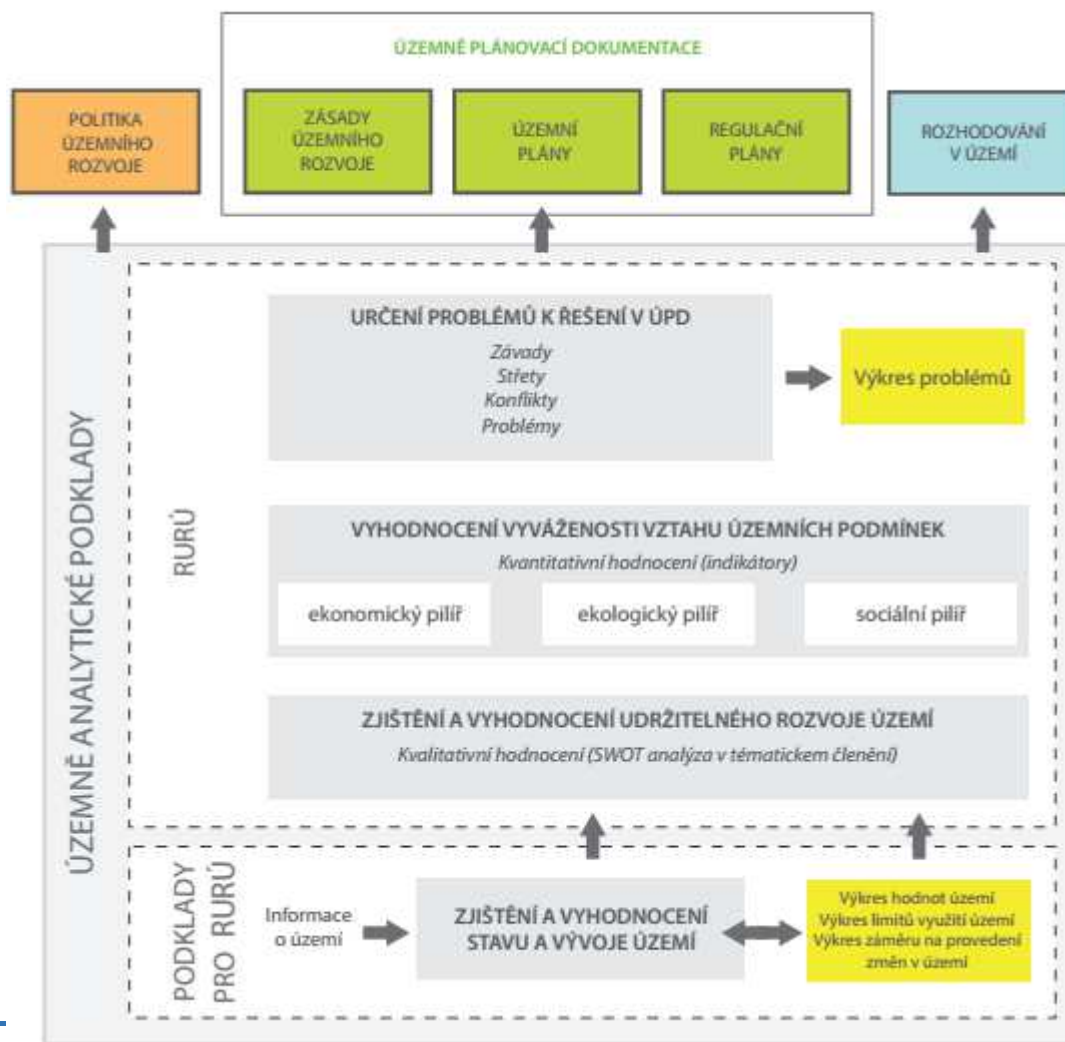 ÚZEMNĚ PLÁNOVACÍ DOKUMENTACE
POLITIKA
ÚZEMNÍHO
ROZVOJE
ZÁSADY
ÚZEMNÍHO
ROZVOJE
ÚZEMNÍ
PLÁNY
REGULAČNÍ
PLÁNY
ROZHODOVÁNÍ
V ÚZEMÍ
ÚZEMNĚ ANALYTICKÉ PODKLADY
RURÚ
URČENÍ PROBLÉMŮ K ŘEŠENÍ V ÚPD
Závady
Střety
Konflikty
Problémy
Výkres problémů
VYHODNOCENÍ VYVÁŽENOSTI VZTAHU ÚZEMNÍCH PODMÍNEK
Kvantitativní hodnocení (indikátory)
ekonomický pilíř
ekologický pilíř
sociální pilíř
ZJIŠTĚNÍ A VYHODNOCENÍ UDRŽITELNÉHO ROZVOJE ÚZEMÍ
Kvalitativní hodnocení (SWOT analýza v tématickem členění)
PODKLADY
PRO RURÚ
Informace
o území
ZJIŠTĚNÍ A VYHODNOCENÍ
STAVU A VÝVOJE ÚZEMÍ
Výkres hodnot území
Výkres limitů využití území
Výkres záměru na provedení
změn v území